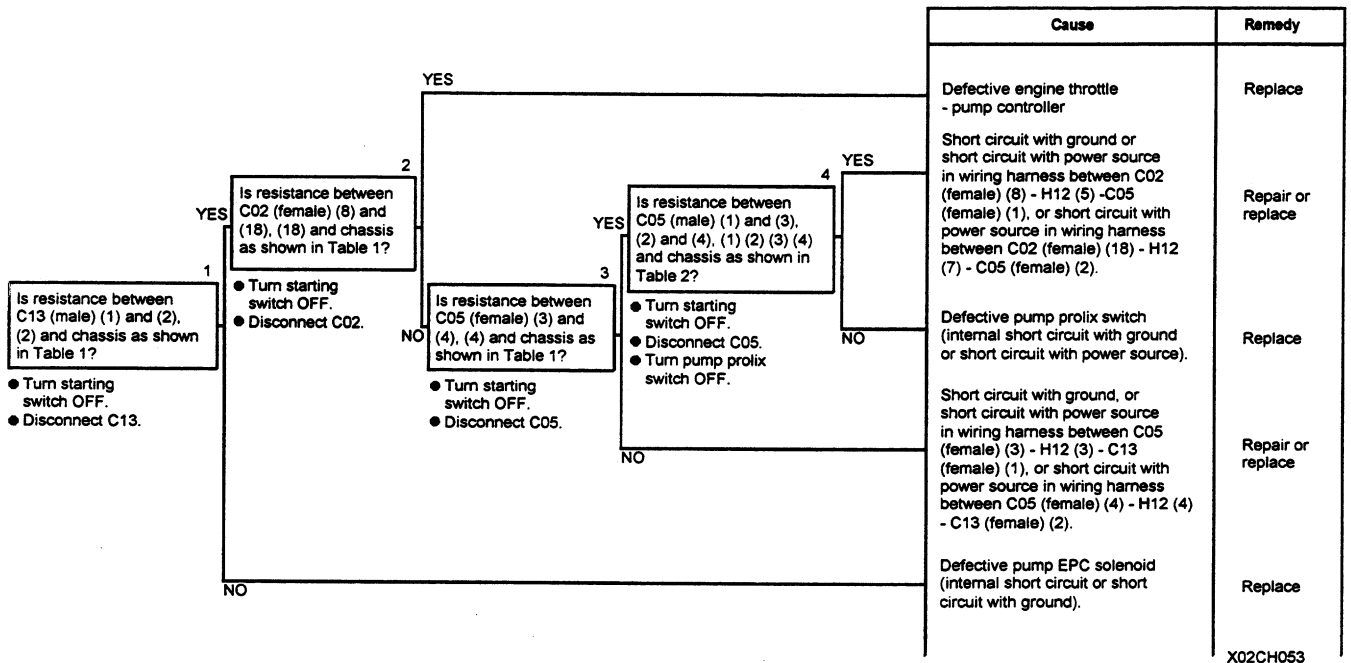 Cause
Remedy
YES
Defective engine throttle
- pump controller
Replace
2
Is resistance between
C02 (female) (8) and
(18), (18) and chassis
as shown in Table 1?
YES
● Turn starting
switch OFF.
● Disconnect C02.
4
YES
Is resistance between
C05 (male) (1) and (3),
(2) and (4), (1) (2) (3) (4)
and chassis as shown in
Table 2?
YES
● Turn starting
switch OFF.
● Disconnect C05.
● Turn pump prolix
switch OFF.
NO
Short circuit with ground or
short circuit with power source
in wiring harness between C02
(female) (8) - H12 (5) -C05
(female) (1), or short circuit with
power source in wiring harness
between C02 (female) (18) - H12
(7) - C05 (female) (2).
Repair or
replace
1
Is resistance between
C13 (male) (1) and (2),
(2) and chassis as shown
in Table 1?
● Turn starting
switch OFF.
● Disconnect C13.
3
NO
Is resistance between
C05 (female) (3) and
(4), (4) and chassis as
shown in Table 1?
● Turn starting
switch OFF.
● Disconnect C05.
NO
Defective pump prolix switch
(internal short circuit with ground
or short circuit with power source).
Replace
Short circuit with ground, or
short circuit with power source
in wiring harness between C05
(female) (3) - H12 (3) - C13
(female) (1), or short circuit with
power source in wiring harness
between C05 (female) (4) - H12 (4)
- C13 (female) (2).
Repair or
replace
NO
Defective pump EPC solenoid
(internal short circuit or short
circuit with ground).
Replace
X02CH053